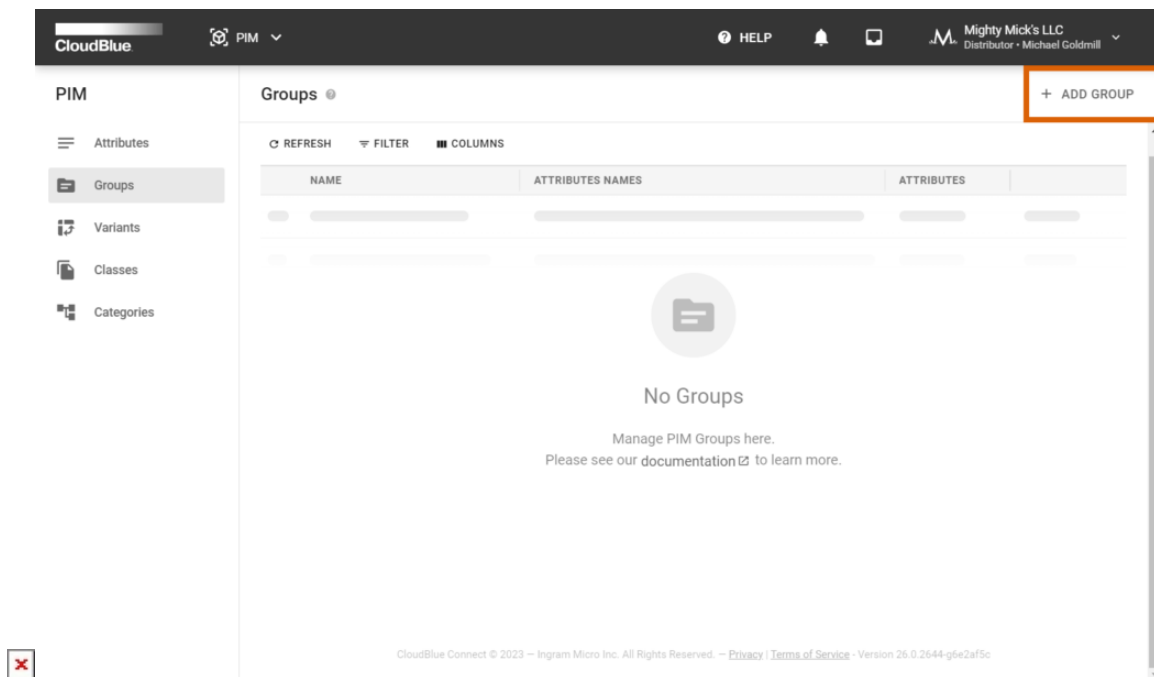 CloudBlue PIM HELP Mighty Mick's LLC
Distributor • Michael Goldmill
PIM Groups + ADD GROUP
Attributes REFRESH FILTER COLUMNS
Groups NAME ATTRIBUTES NAMES ATTRIBUTES
Variants
Classes
Categories
No Groups
Manage PIM Groups here.
Please see our documentation to learn more.
CloudBlue Connect © 2023 — Ingram Micro Inc. All Rights Reserved. — Privacy | Terms of Service - Version 26.0.2644-g6e2af5c